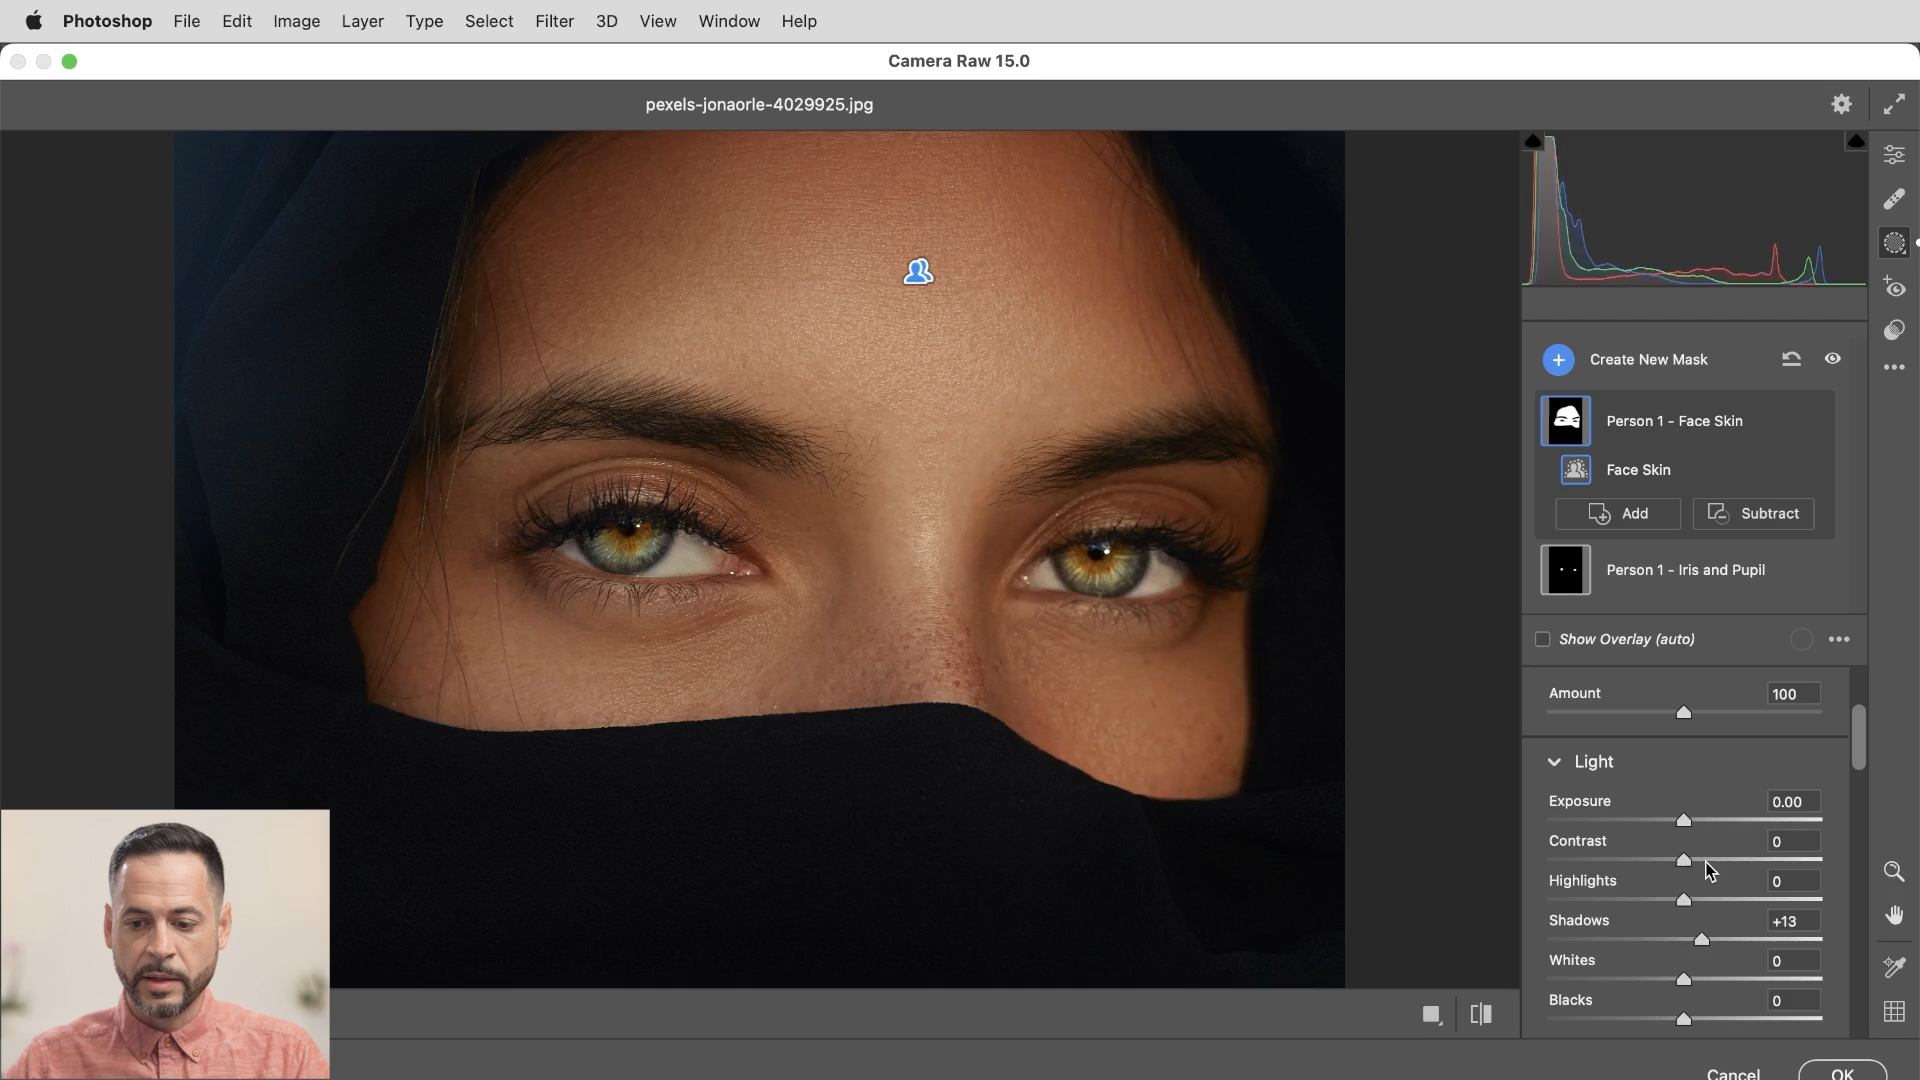 Photoshop File Edit Image Layer Type Select Filter 3D View Window Help
Camera Raw 15.0
pexels-jonaorle-4029925.jpg
Create New Mask
Person 1 - Face Skin
Face Skin
Add Subtract
Person 1 - Iris and Pupil
Show Overlay (auto)
Amount 100
Light
Exposure 0.00
Contrast 0
Highlights 0
Shadows +13
Whites 0
Blacks 0
Cancel OK